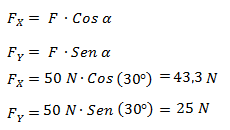 F_X = F · Cos α
F_Y = F · Sen α
F_X = 50 N · Cos (30° = 43,3 N
F_Y = 50 N · Sen (30°) = 25 N